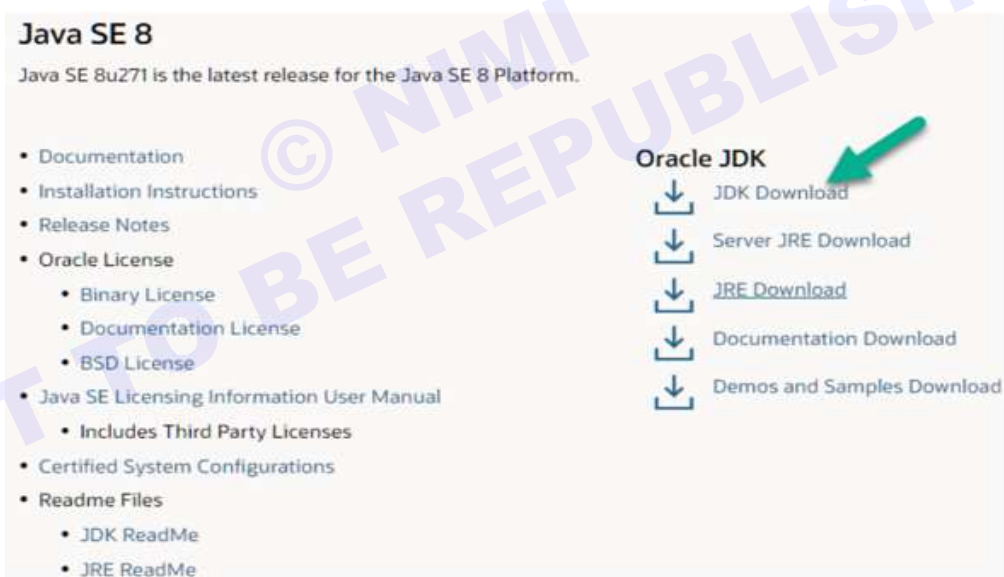 Java SE 8
Java SE 8u271 is the latest release for the Java SE 8 Platform.
• Documentation
• Installation Instructions
• Release Notes
• Oracle License
• Binary License
• Documentation License
• BSD License
• Java SE Licensing Information User Manual
• Includes Third Party Licenses
• Certified System Configurations
• Readme Files
• JDK ReadMe
• JRE ReadMe
Oracle JDK
JDK Download
Server JRE Download
JRE Download
Documentation Download
Demos and Samples Download
© NIMI
T TO BE REPUBLISH